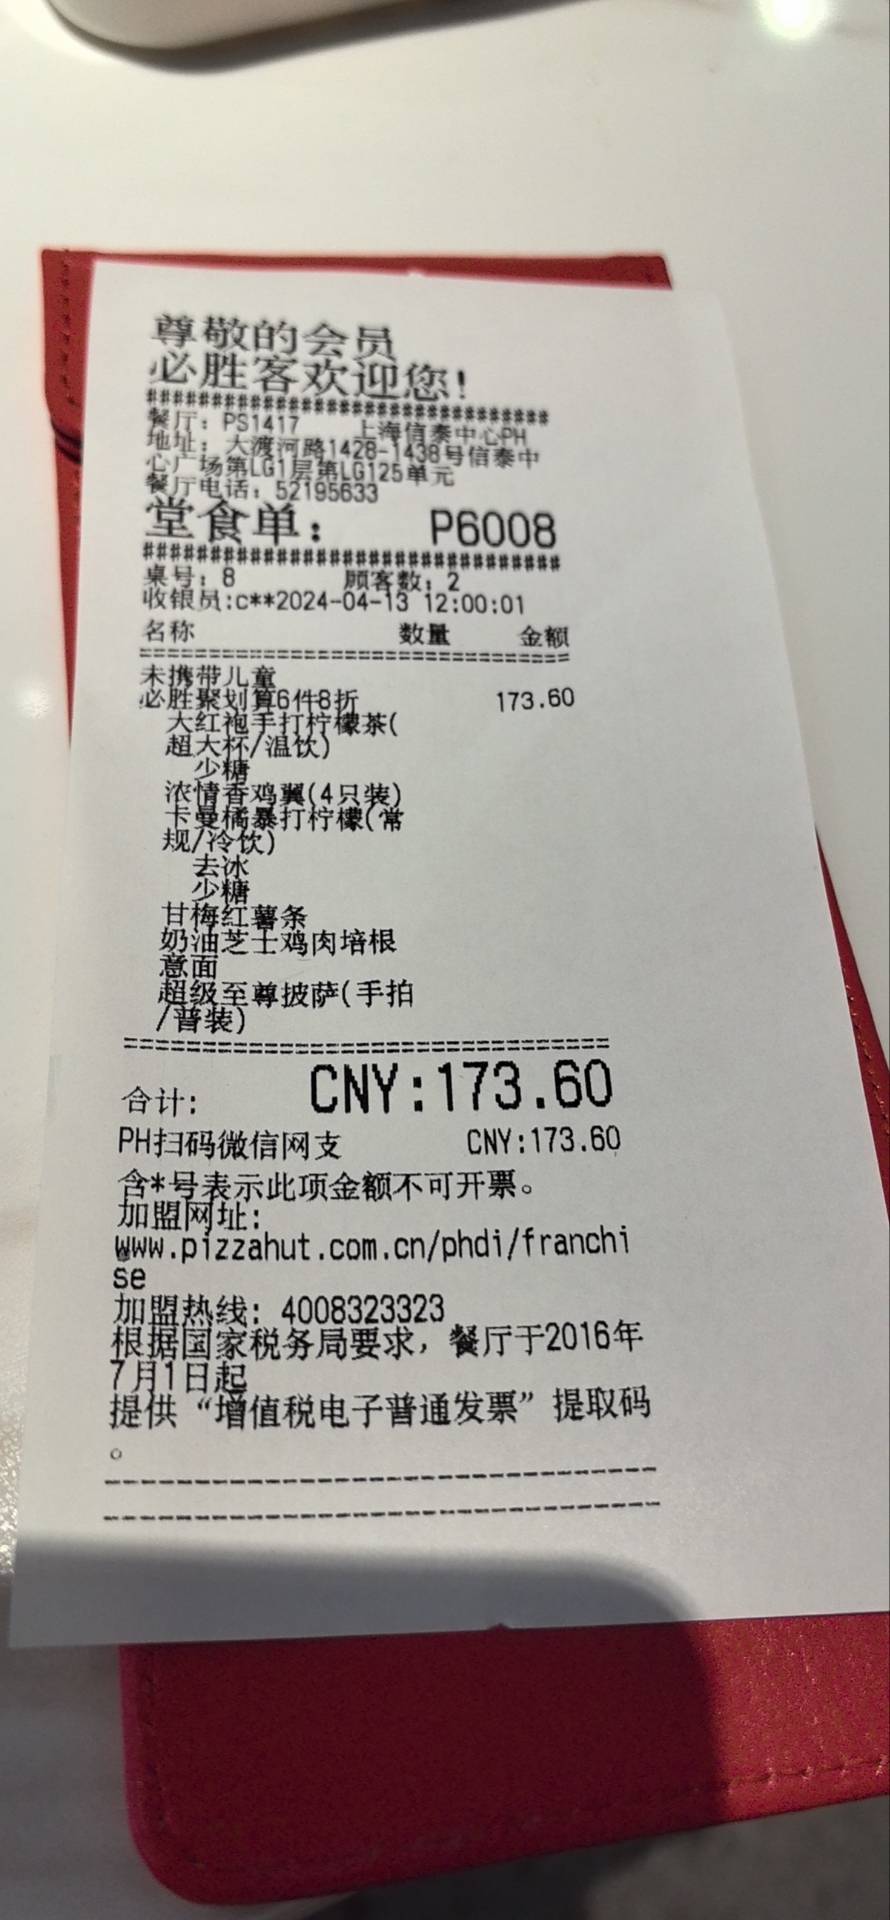 尊敬的会员
必胜客欢迎您!
################################
餐厅: PS1417 上海信泰中心PH
地址: 大渡河路1428-1438号信泰中
心广场第LG1层第LG125单元
餐厅电话: 52195633
堂食单: P6008
################################
桌号: 8 顾客数: 2
收银员:c**2024-04-13 12:00:01
名称 数量 金额
================================
未携带儿童
必胜聚划算6件8折 173.60
大红袍手打柠檬茶(
超大杯/温饮)
少糖
浓情香鸡翼(4只装)
卡曼橘暴打柠檬(常
规/冷饮)
去冰
少糖
甘梅红薯条
奶油芝士鸡肉培根
意面
超级至尊披萨(手拍
/普装)
================================
合计: CNY:173.60
PH扫码微信网支 CNY:173.60
含*号表示此项金额不可开票。
加盟网址:
www.pizzahut.com.cn/phdi/franchi
se
加盟热线: 4008323323
根据国家税务局要求，餐厅于2016年
7月1日起
提供“增值税电子普通发票”提取码
。
--------------------------------
--------------------------------